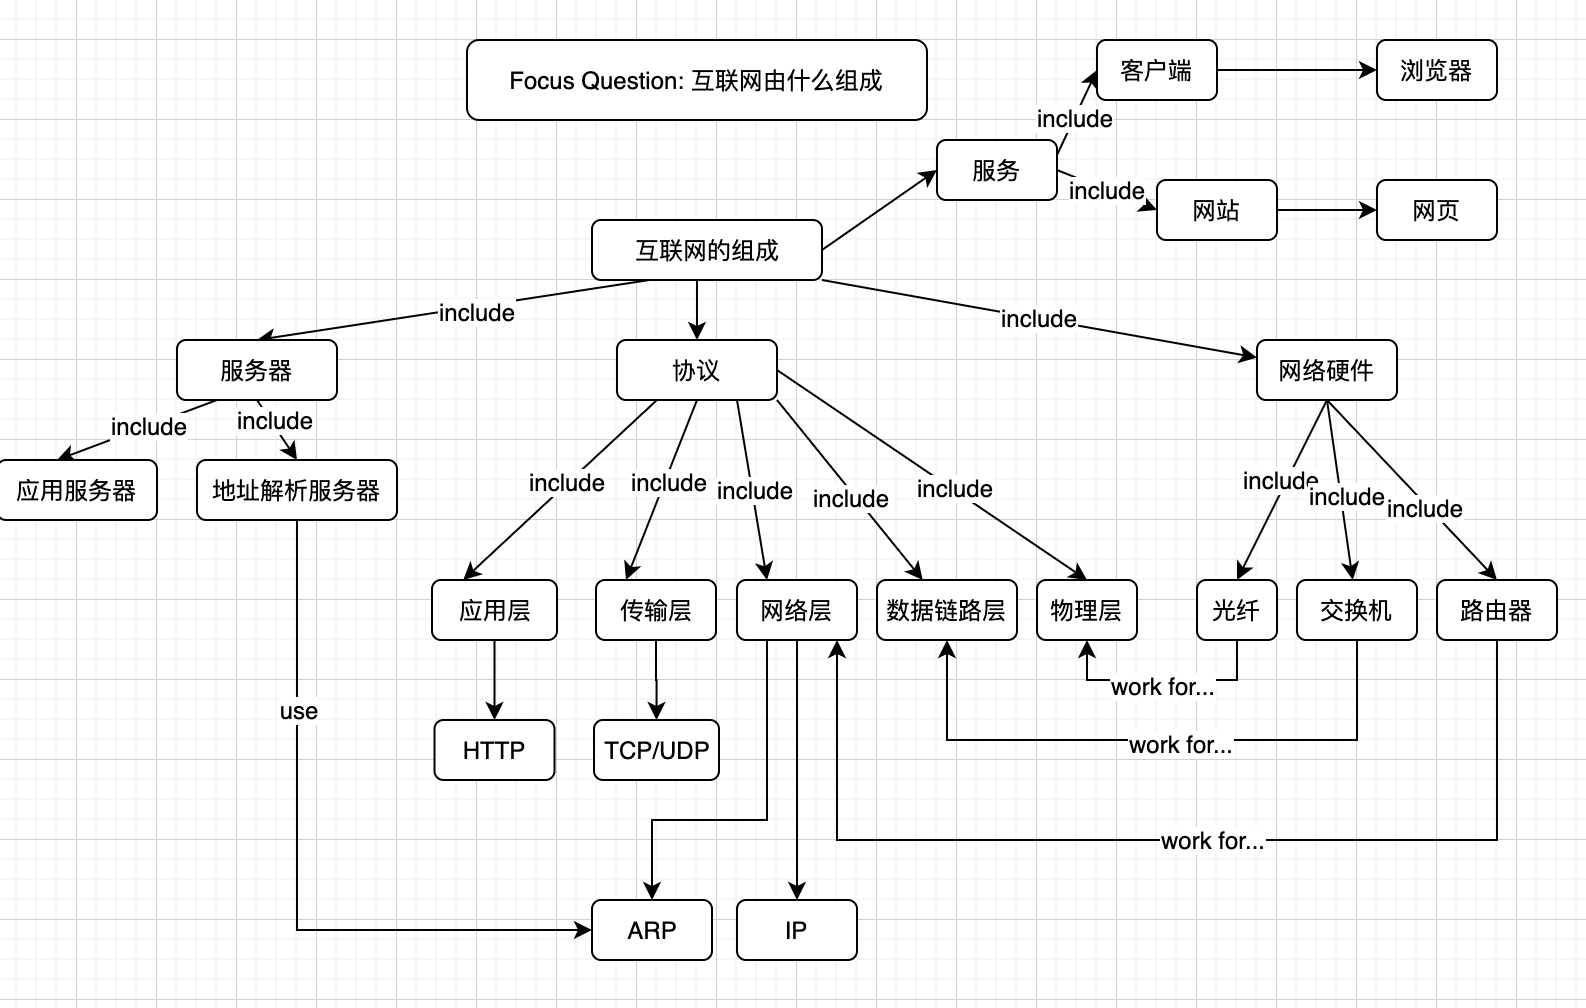 Focus Question: 互联网由什么组成
客户端
浏览器
include
服务
include
网站
网页
互联网的组成
include
include
服务器
协议
网络硬件
include
include
应用服务器
地址解析服务器
include
include
include
include
include
include
include
include
应用层
传输层
网络层
数据链路层
物理层
光纤
交换机
路由器
work for...
use
work for...
HTTP
TCP/UDP
work for...
ARP
IP